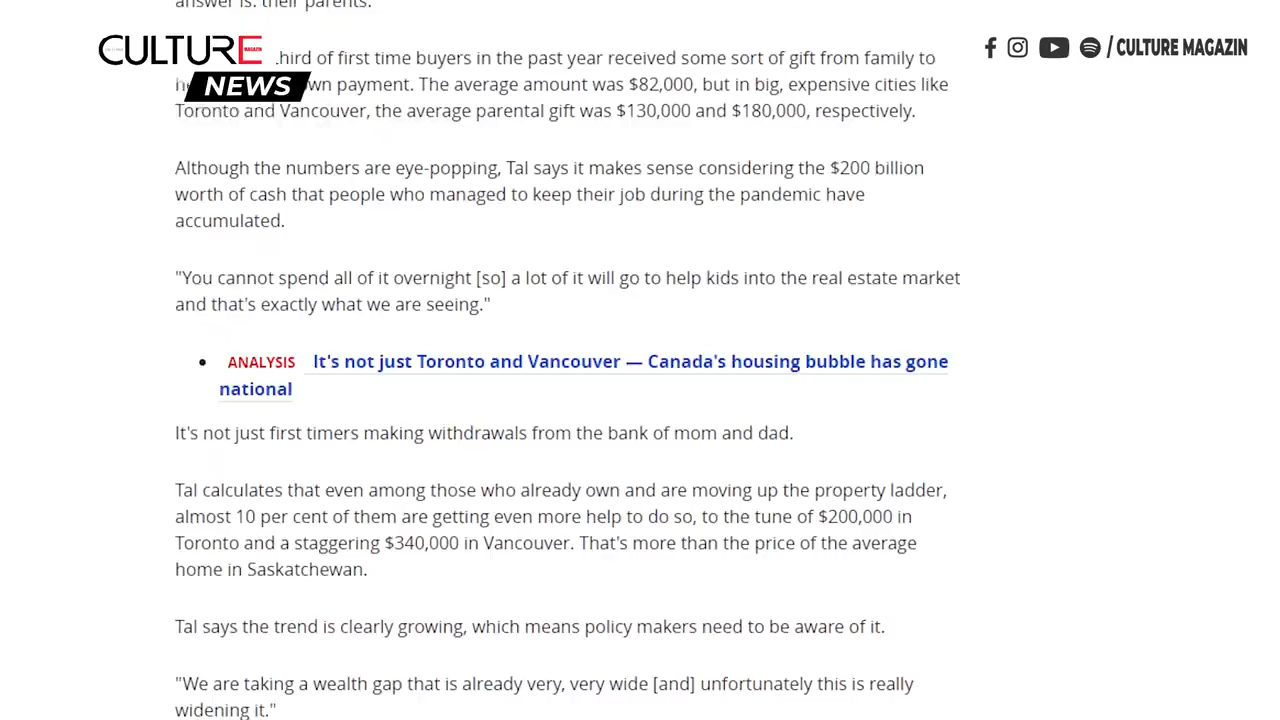 answer is: their parents.
CULTURE
MAGAZIN
NEWS
/ CULTURE MAGAZIN
third of first time buyers in the past year received some sort of gift from family to
own payment. The average amount was $82,000, but in big, expensive cities like
Toronto and Vancouver, the average parental gift was $130,000 and $180,000, respectively.
Although the numbers are eye-popping, Tal says it makes sense considering the $200 billion
worth of cash that people who managed to keep their job during the pandemic have
accumulated.
"You cannot spend all of it overnight [so] a lot of it will go to help kids into the real estate market
and that's exactly what we are seeing."
• ANALYSIS It's not just Toronto and Vancouver — Canada's housing bubble has gone
national
It's not just first timers making withdrawals from the bank of mom and dad.
Tal calculates that even among those who already own and are moving up the property ladder,
almost 10 per cent of them are getting even more help to do so, to the tune of $200,000 in
Toronto and a staggering $340,000 in Vancouver. That's more than the price of the average
home in Saskatchewan.
Tal says the trend is clearly growing, which means policy makers need to be aware of it.
"We are taking a wealth gap that is already very, very wide [and] unfortunately this is really
widening it."